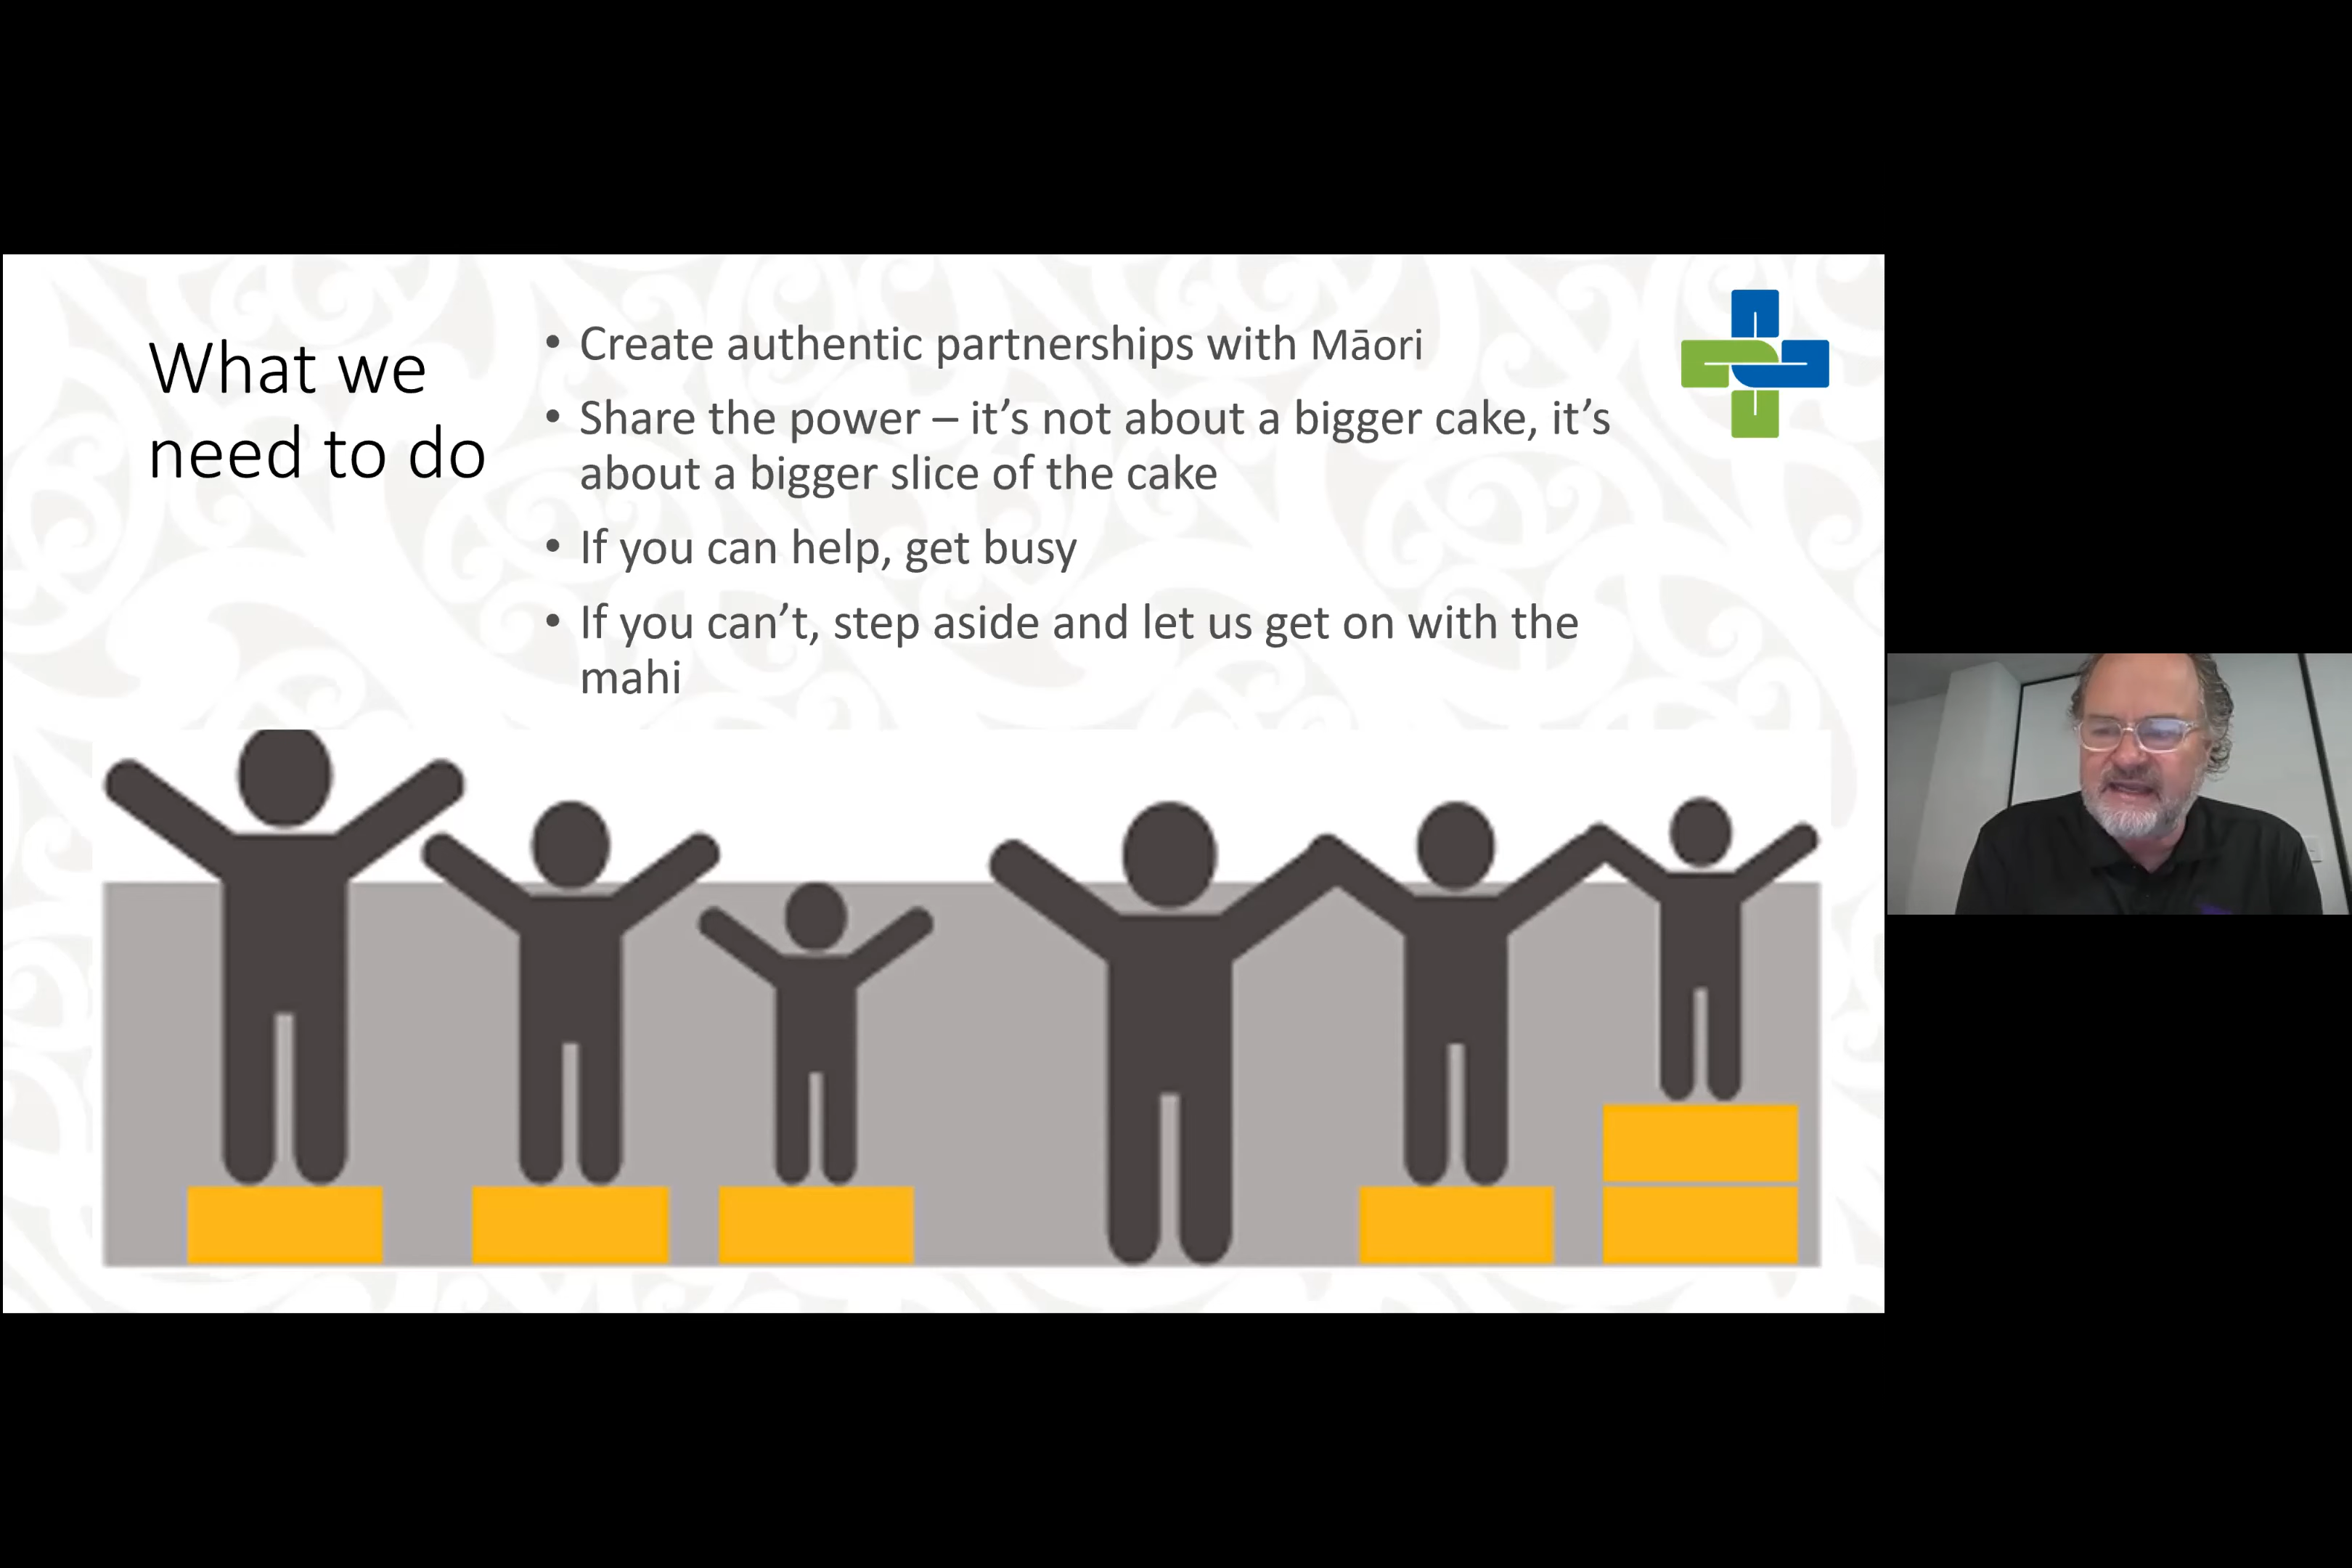 What we
need to do
• Create authentic partnerships with Māori
• Share the power – it’s not about a bigger cake, it’s
about a bigger slice of the cake
• If you can help, get busy
• If you can’t, step aside and let us get on with the
mahi